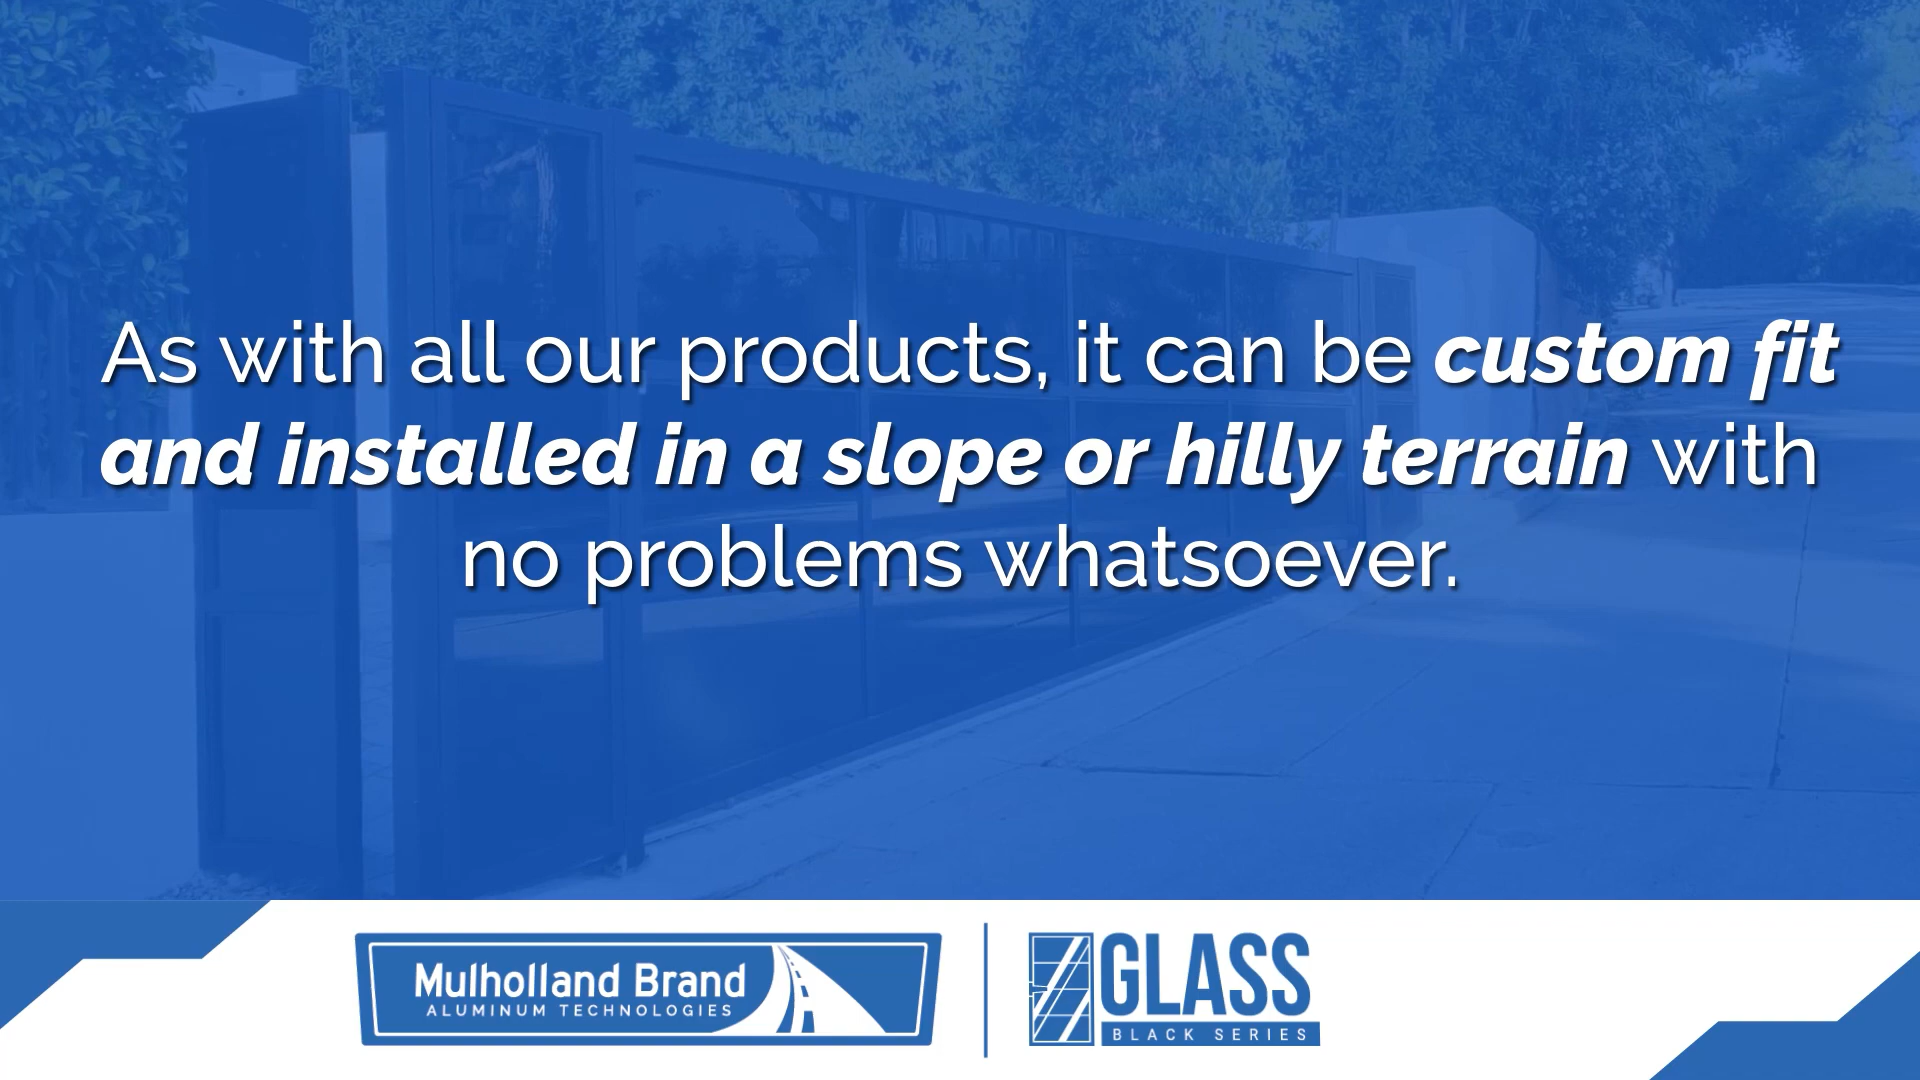 As with all our products, it can be custom fit
and installed in a slope or hilly terrain with
no problems whatsoever.
Mulholland Brand
ALUMINUM TECHNOLOGIES
GLASS
BLACK SERIES